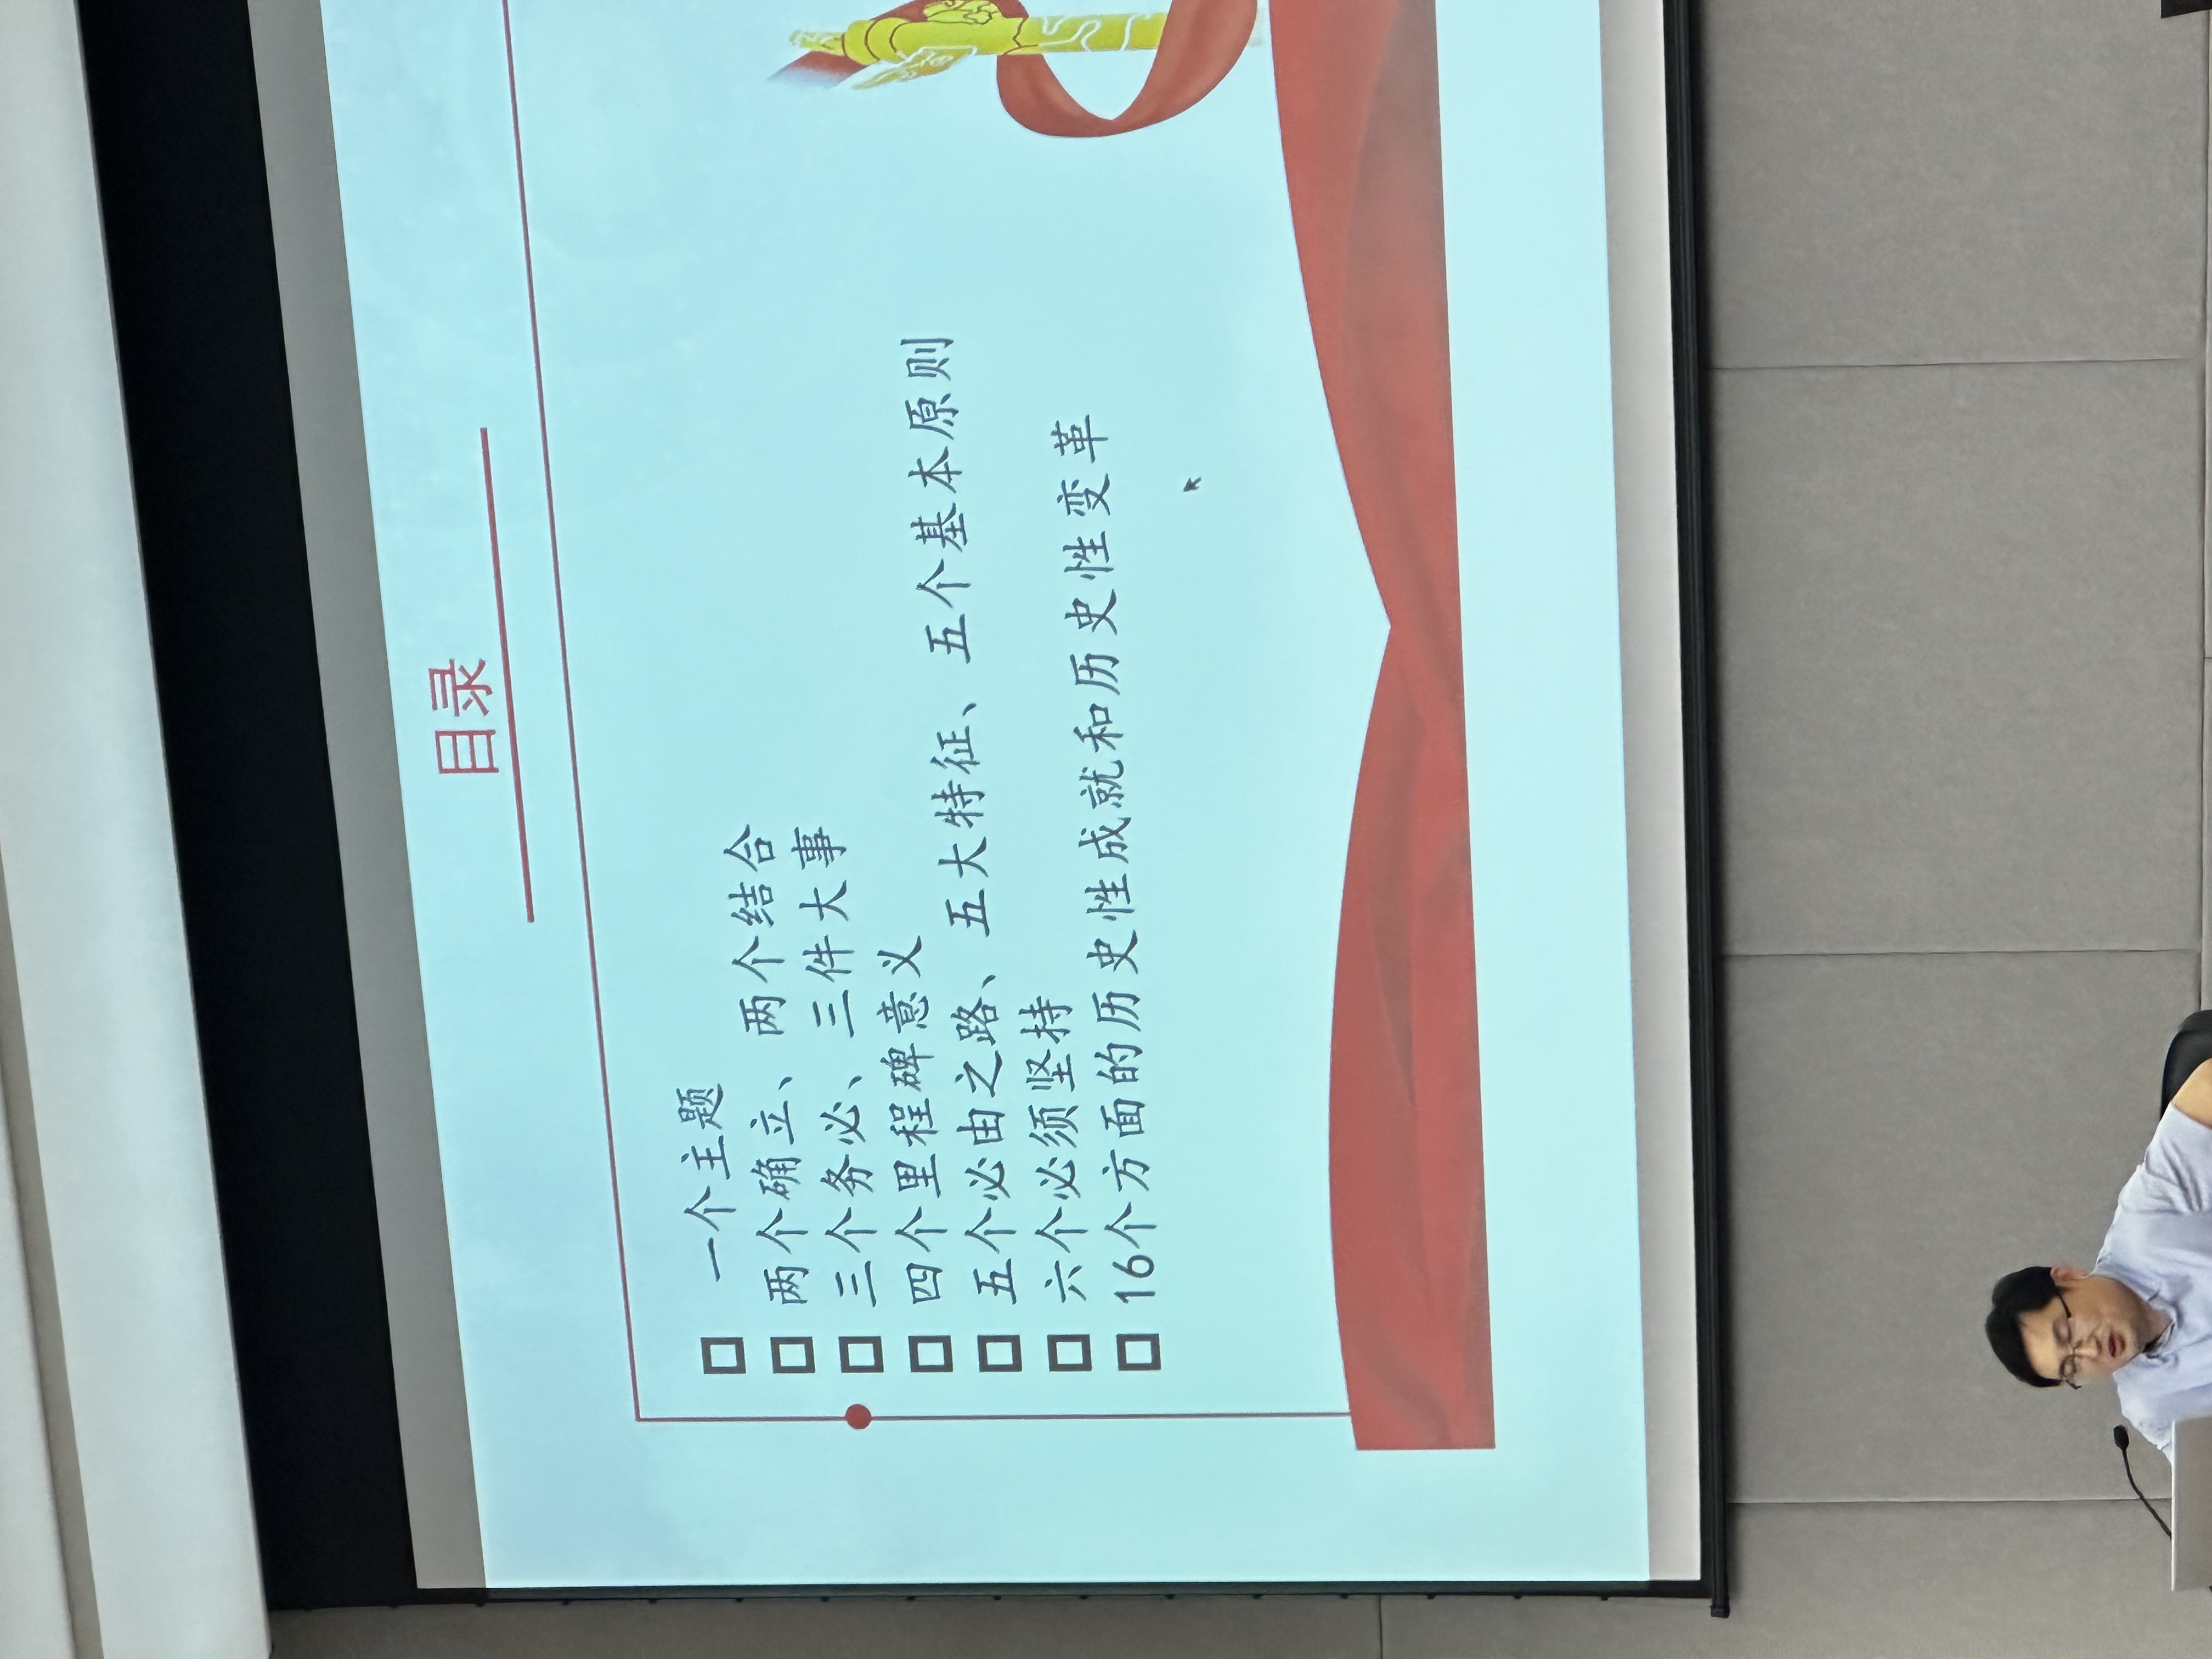 目录
一个主题
两个确立、两个结合
三个务必、三件大事
四个里程碑意义
五个必由之路、五大特征、五个基本原则
六个必须坚持
16个方面的历史性成就和历史性变革